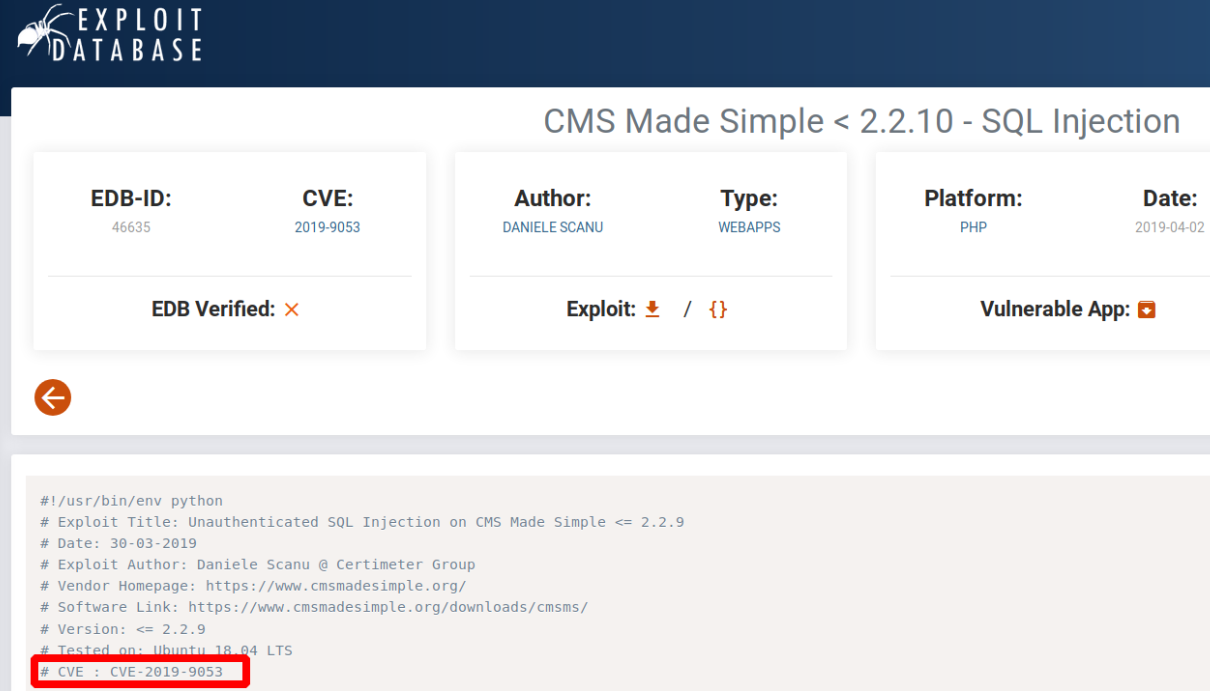 EXPLOIT
DATABASE
CMS Made Simple < 2.2.10 - SQL Injection
EDB-ID:
46635
CVE:
2019-9053
Author:
DANIELE SCANU
Type:
WEBAPPS
Platform:
PHP
Date:
2019-04-02
EDB Verified: ×
Exploit: / {}
Vulnerable App:
#!/usr/bin/env python
# Exploit Title: Unauthenticated SQL Injection on CMS Made Simple <= 2.2.9
# Date: 30-03-2019
# Exploit Author: Daniele Scanu @ Certimeter Group
# Vendor Homepage: https://www.cmsmadesimple.org/
# Software Link: https://www.cmsmadesimple.org/downloads/cmsms/
# Version: <= 2.2.9
# Tested on: Ubuntu 18.04 LTS
# CVE : CVE-2019-9053